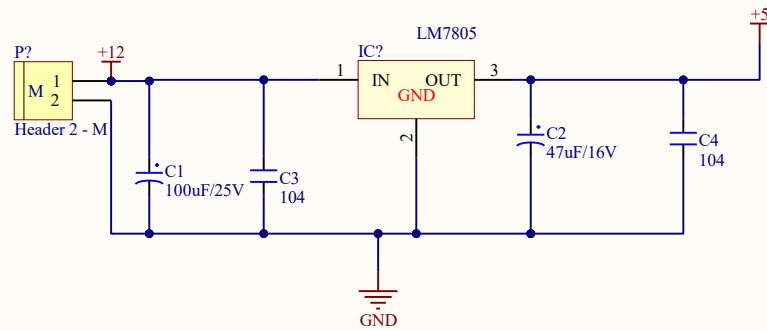 +5
LM7805
P?
+12
IC?
1
M
2
1
IN
OUT
3
GND
2
Header 2 - M
C1
100uF/25V
C3
104
C2
47uF/16V
C4
104
GND